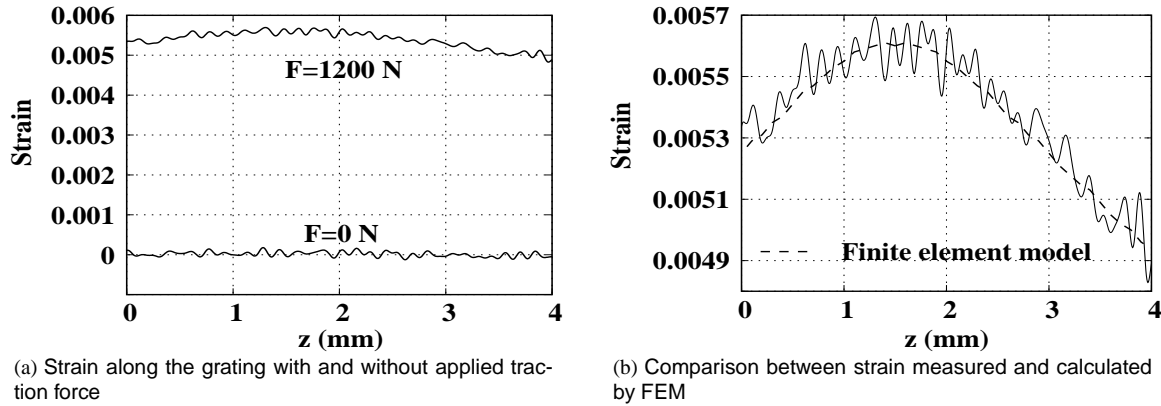 0.006
0.005
0.004
0.003
0.002
0.001
0
Strain
F=1200 N
F=0 N
0 1 2 3 4
z (mm)
(a) Strain along the grating with and without applied trac-
tion force
0.0057
0.0055
0.0053
0.0051
0.0049
Strain
Finite element model
0 1 2 3 4
z (mm)
(b) Comparison between strain measured and calculated
by FEM